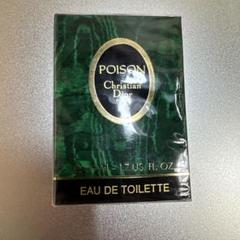 POISON
Christian
Dior
1.7 US. FL. OZ
EAU DE TOILETTE